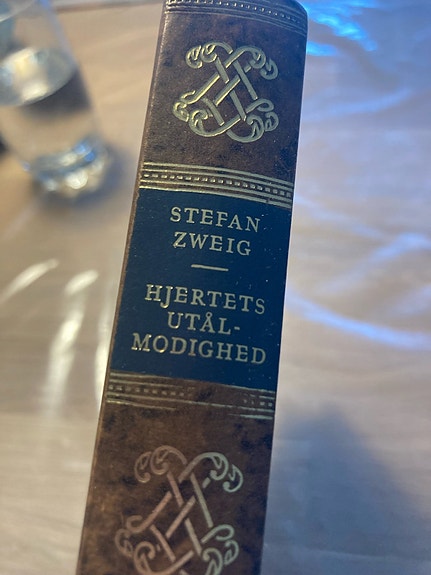 STEFAN
ZWEIG
HJERTETS
UTÅL-
MODIGHED